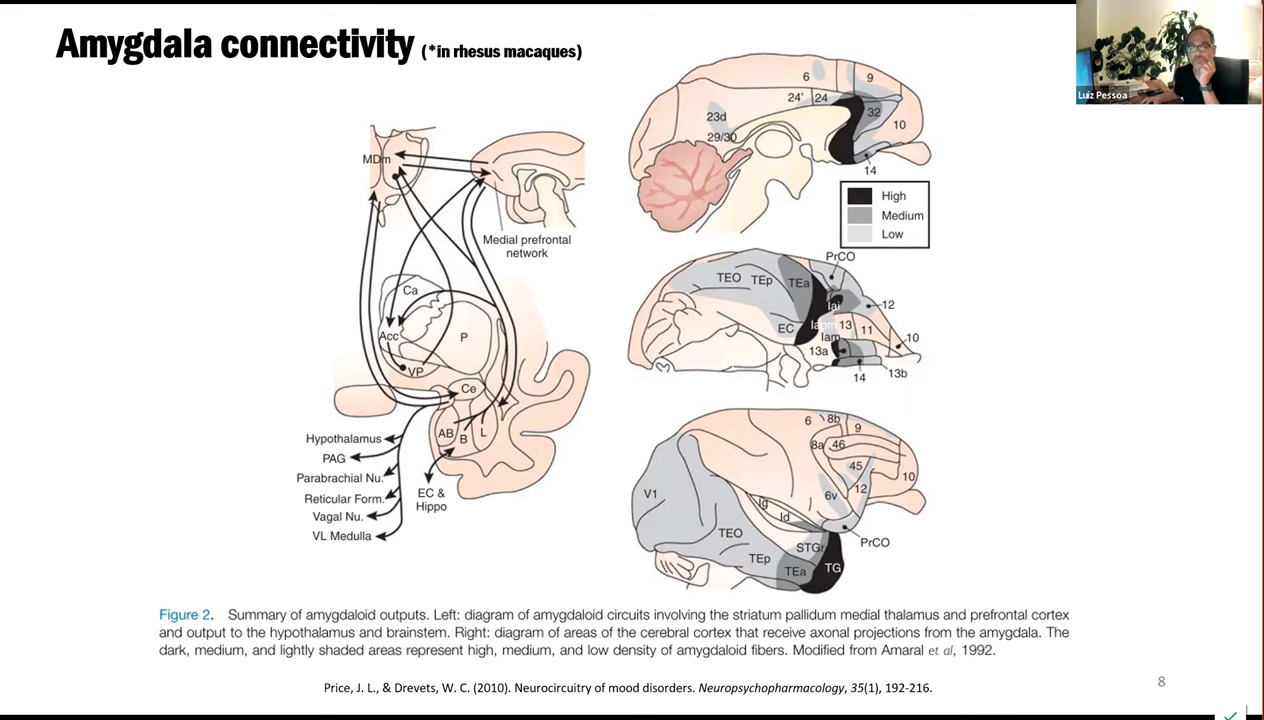 Amygdala connectivity (*in rhesus macaques)
Luiz Pessoa
MDm
Medial prefrontal
network
Ca
Acc
P
VP
Ce
AB
B
L
Hypothalamus
PAG
Parabrachial Nu.
Reticular Form.
Vagal Nu.
VL Medulla
EC &
Hippo
6
9
24'
24
32
23d
10
29/30
14
High
Medium
Low
PrCO
TEO
TEp
TEa
12
Iai
EC
Iapm
13
11
Iam
10
13a
13b
14
6
8b
9
8a
46
45
10
12
V1
6v
Ig
Id
TEO
PrCO
STGr
TEp
TEa
TG
Figure 2. Summary of amygdaloid outputs. Left: diagram of amygdaloid circuits involving the striatum pallidum medial thalamus and prefrontal cortex
and output to the hypothalamus and brainstem. Right: diagram of areas of the cerebral cortex that receive axonal projections from the amygdala. The
dark, medium, and lightly shaded areas represent high, medium, and low density of amygdaloid fibers. Modified from Amaral et al, 1992.
Price, J. L., & Drevets, W. C. (2010). Neurocircuitry of mood disorders. Neuropsychopharmacology, 35(1), 192-216.
8